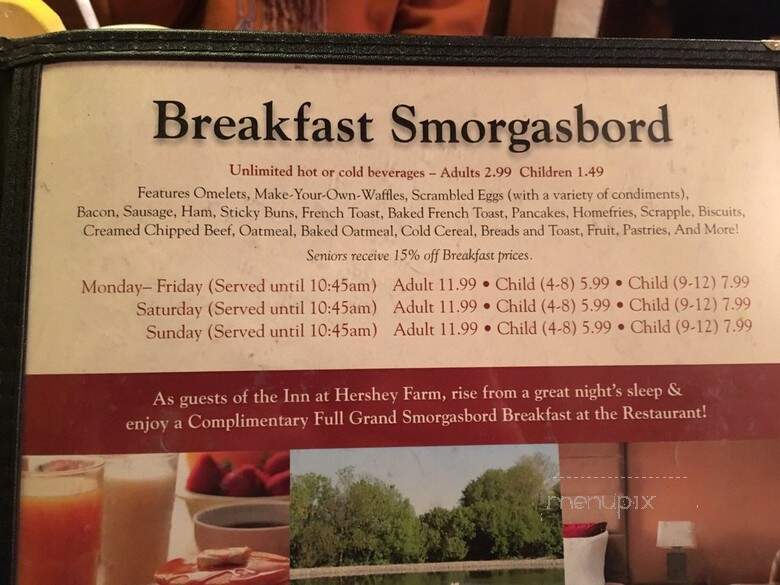 Breakfast Smorgasbord
Unlimited hot or cold beverages – Adults 2.99 Children 1.49
Features Omelets, Make-Your-Own-Waffles, Scrambled Eggs (with a variety of condiments),
Bacon, Sausage, Ham, Sticky Buns, French Toast, Baked French Toast, Pancakes, Homefries, Scrapple, Biscuits,
Creamed Chipped Beef, Oatmeal, Baked Oatmeal, Cold Cereal, Breads and Toast, Fruit, Pastries, And More!
Seniors receive 15% off Breakfast prices.
Monday– Friday (Served until 10:45am) Adult 11.99 • Child (4-8) 5.99 • Child (9-12) 7.99
Saturday (Served until 10:45am) Adult 11.99 • Child (4-8) 5.99 • Child (9-12) 7.99
Sunday (Served until 10:45am) Adult 11.99 • Child (4-8) 5.99 • Child (9-12) 7.99
As guests of the Inn at Hershey Farm, rise from a great night's sleep &
enjoy a Complimentary Full Grand Smorgasbord Breakfast at the Restaurant!
menupix